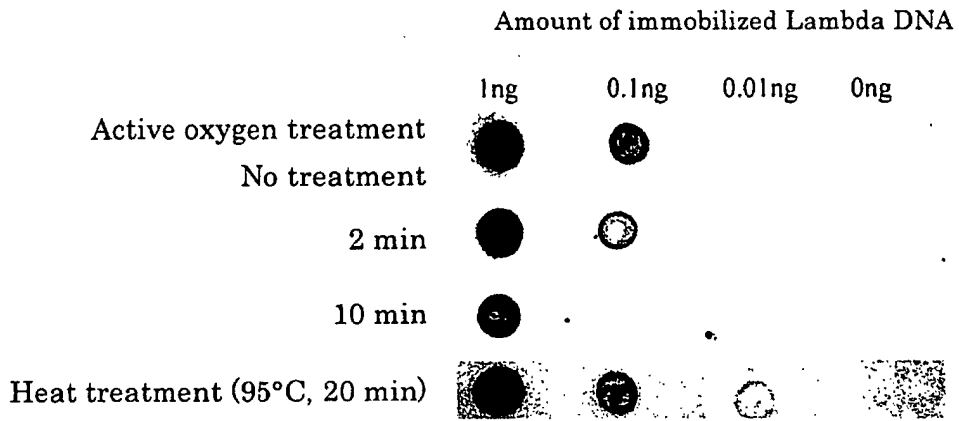 Amount of immobilized Lambda DNA
1ng 0.1ng 0.01ng 0ng
Active oxygen treatment
No treatment
2 min
10 min
Heat treatment (95°C, 20 min)